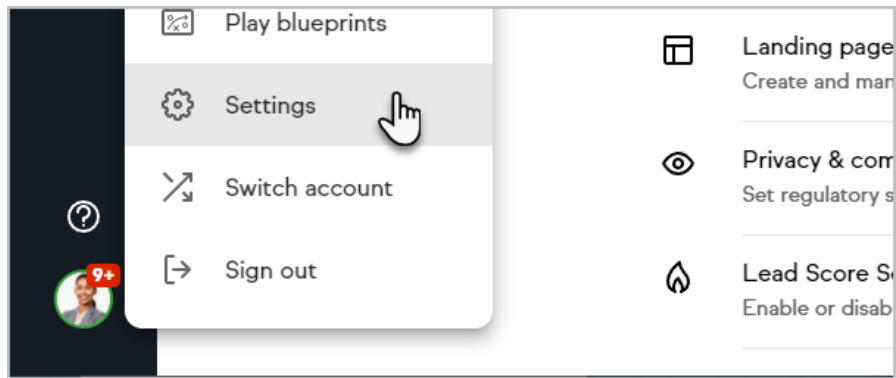 Play blueprints
Settings
Switch account
Sign out
9+
Landing page
Create and man
Privacy & com
Set regulatory s
Lead Score S
Enable or disab